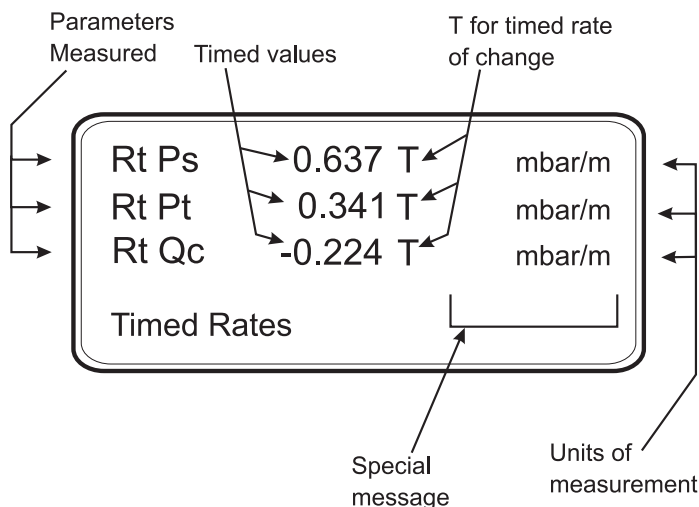 Parameters
Measured
Timed values
T for timed rate
of change
Rt Ps 0.637 T mbar/m
Rt Pt 0.341 T mbar/m
Rt Qc -0.224 T mbar/m
Timed Rates
Special
message
Units of
measurement